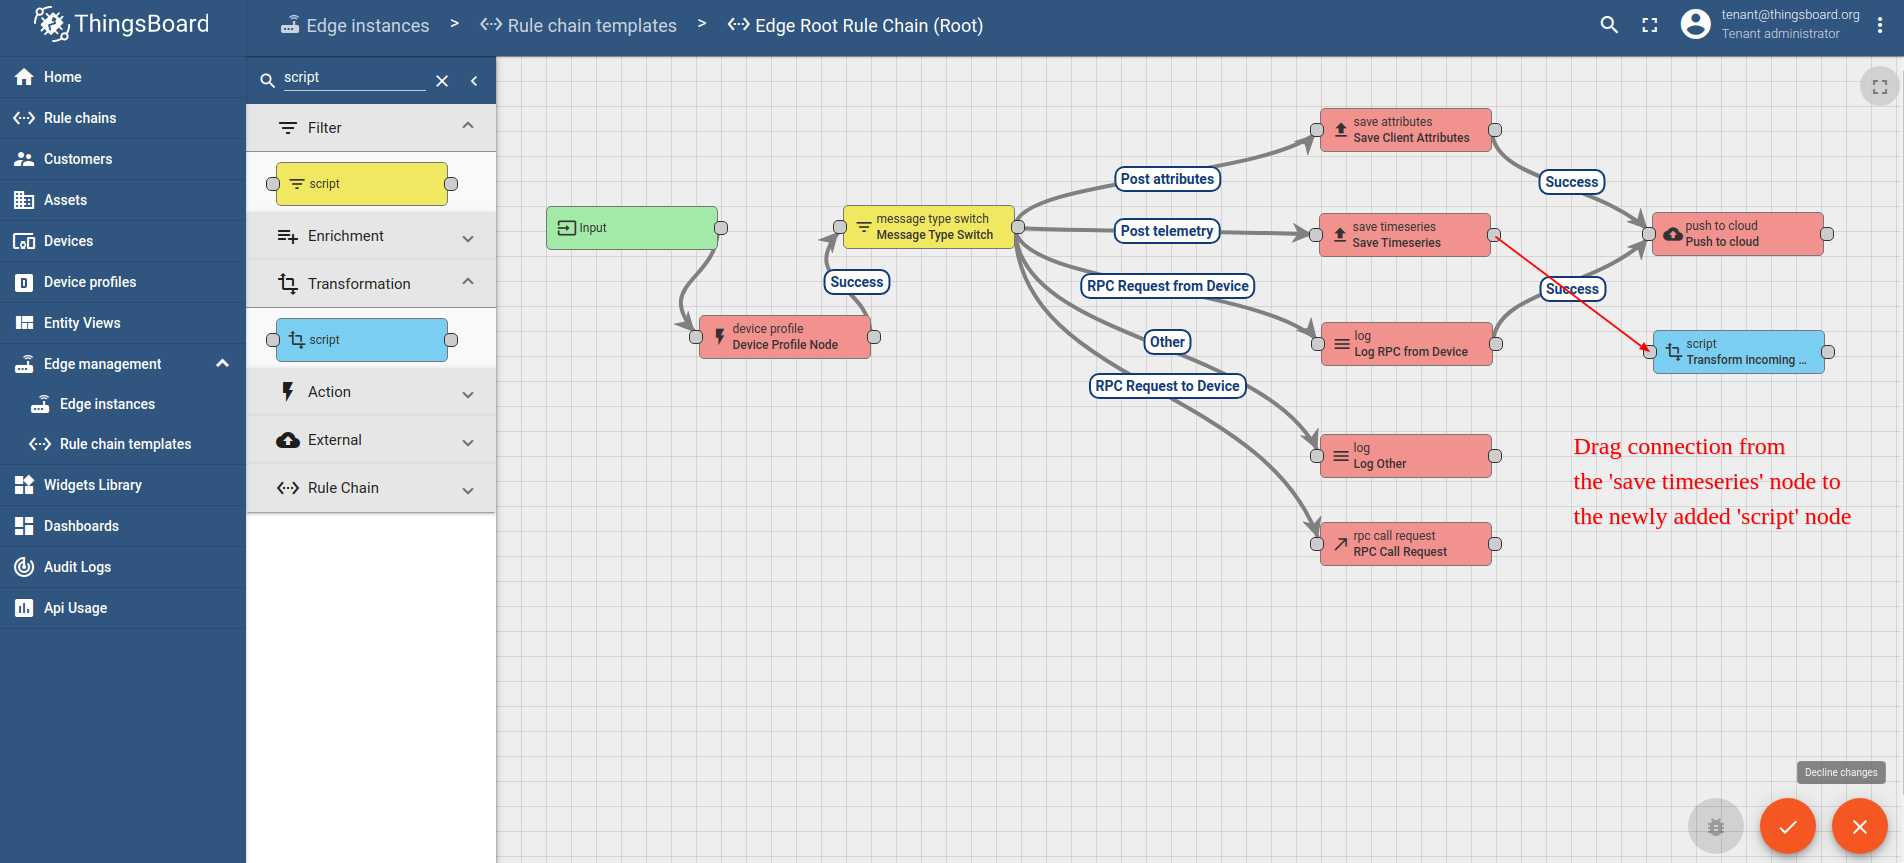 ThingsBoard
Edge instances > Rule chain templates > Edge Root Rule Chain (Root)
tenant@thingsboard.org
Tenant administrator
Home
Rule chains
Customers
Assets
Devices
Device profiles
Entity Views
Edge management
Edge instances
Rule chain templates
Widgets Library
Dashboards
Audit Logs
Api Usage
script
Filter
script
Enrichment
Transformation
script
Action
External
Rule Chain
Input
device profile
Device Profile Node
Success
message type switch
Message Type Switch
Post attributes
Post telemetry
RPC Request from Device
Other
RPC Request to Device
save attributes
Save Client Attributes
save timeseries
Save Timeseries
log
Log RPC from Device
log
Log Other
rpc call request
RPC Call Request
Success
Success
push to cloud
Push to cloud
script
Transform incoming ...
Drag connection from
the 'save timeseries' node to
the newly added 'script' node
Decline changes